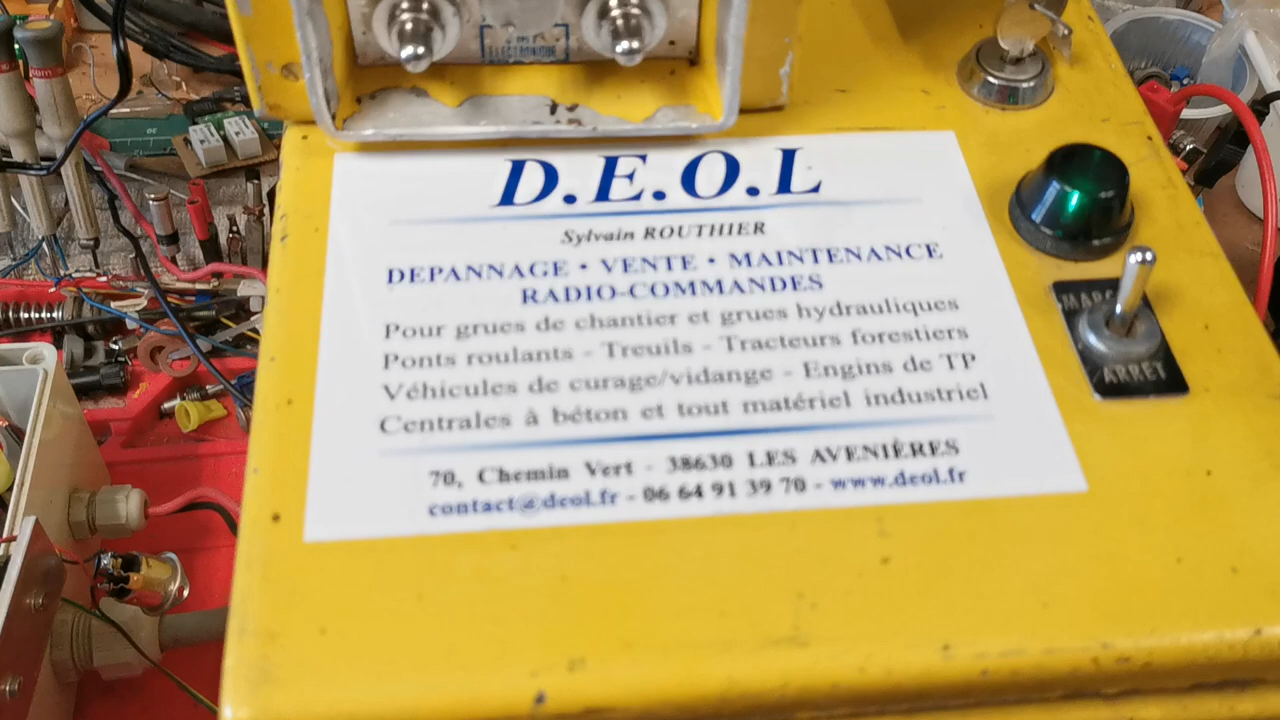 ELECTRONIQUE
D.E.O.L
Sylvain ROUTHIER
DEPANNAGE • VENTE • MAINTENANCE
RADIO-COMMANDES
Pour grues de chantier et grues hydrauliques
Ponts roulants - Treuils - Tracteurs forestiers
Véhicules de curage/vidange - Engins de TP
Centrales à béton et tout matériel industriel
70, Chemin Vert - 38630 LES AVENIÈRES
contact@deol.fr - 06 64 91 39 70 - www.deol.fr
ARRET